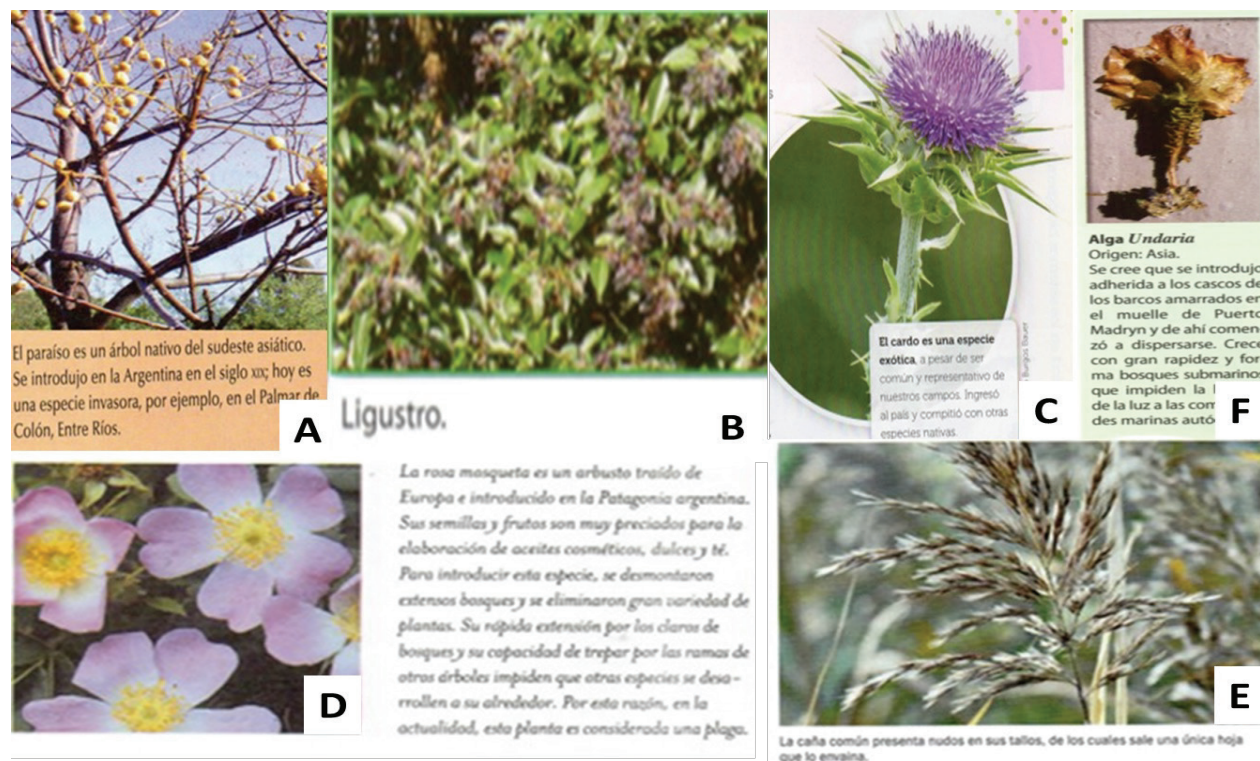 El paraíso es un árbol nativo del sudeste asiático.
Se introdujo en la Argentina en el siglo XIX; hoy es
una especie invasora, por ejemplo, en el Palmar de
Colón, Entre Ríos.
A
Ligustro.
B
El cardo es una especie
exótica, a pesar de ser
común y representativo de
nuestros campos. Ingresó
al país y compitió con otras
especies nativas.
Burgos Bauer
C
Alga Undaria
Origen: Asia.
Se cree que se introdujo
adherida a los cascos de
los barcos amarrados en
el muelle de Puerto
Madryn y de ahí comen
zó a dispersarse. Crece
con gran rapidez y for
ma bosques submarinos
que impiden la
de la luz a las
des marinas
F
La rosa mosqueta es un arbusto traído de
Europa e introducido en la Patagonia argentina.
Sus semillas y frutos son muy preciados para la
elaboración de aceites cosméticos, dulces y té.
Para introducir esta especie, se desmontaron
extensos bosques y se eliminaron gran variedad de
plantas. Su rápida extensión por los claros de
bosques y su capacidad de trepar por las ramas de
otros árboles impiden que otras especies se desa-
rrollen a su alrededor. Por esta razón, en la
actualidad, esta planta es considerada una plaga.
D
E
La caña común presenta nudos en sus tallos, de los cuales sale una única hoja
que lo envaina.